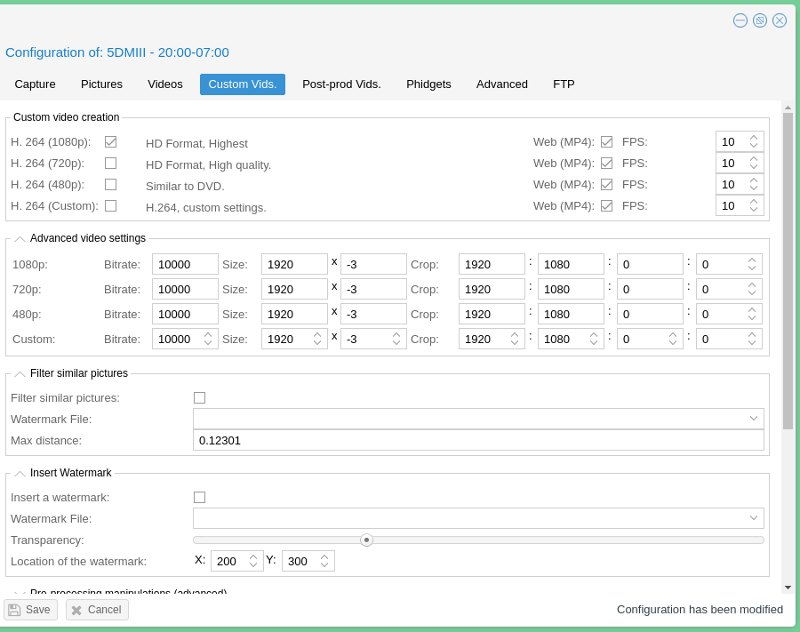 Configuration of: 5DMIII - 20:00-07:00
Capture Pictures Videos Custom Vids. Post-prod Vids. Phidgets Advanced FTP
Custom video creation
H. 264 (1080p): HD Format, Highest Web (MP4): FPS: 10
H. 264 (720p): HD Format, High quality. Web (MP4): FPS: 10
H. 264 (480p): Similar to DVD. Web (MP4): FPS: 10
H. 264 (Custom): H.264, custom settings. Web (MP4): FPS: 10
Advanced video settings
1080p: Bitrate: 10000 Size: 1920 x -3 Crop: 1920 : 1080 : 0 : 0
720p: Bitrate: 10000 Size: 1920 x -3 Crop: 1920 : 1080 : 0 : 0
480p: Bitrate: 10000 Size: 1920 x -3 Crop: 1920 : 1080 : 0 : 0
Custom: Bitrate: 10000 Size: 1920 x -3 Crop: 1920 : 1080 : 0 : 0
Filter similar pictures
Filter similar pictures:
Watermark File:
Max distance: 0.12301
Insert Watermark
Insert a watermark:
Watermark File:
Transparency:
Location of the watermark: X: 200 Y: 300
Pre-processing manipulations (advanced)
Save Cancel Configuration has been modified